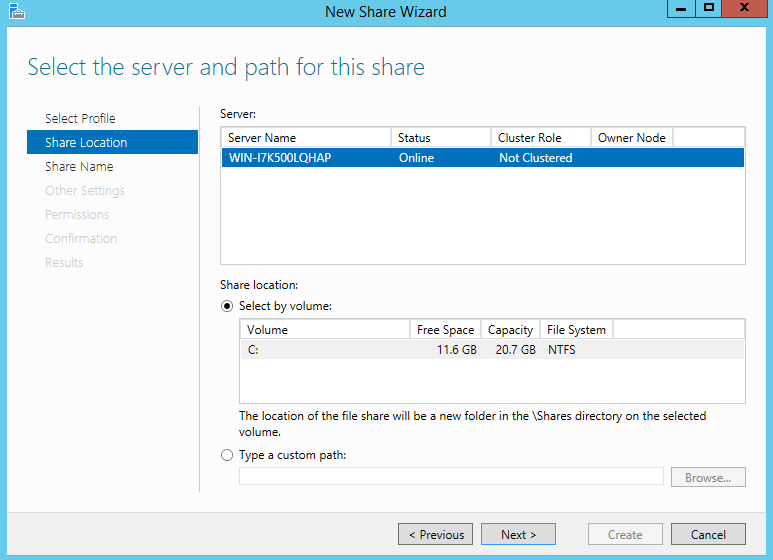 New Share Wizard
Select the server and path for this share
Select Profile
Share Location
Share Name
Other Settings
Permissions
Confirmation
Results
Server:
Server Name Status Cluster Role Owner Node
WIN-I7K500LQHAP Online Not Clustered
Share location:
Select by volume:
Volume Free Space Capacity File System
C: 11.6 GB 20.7 GB NTFS
The location of the file share will be a new folder in the \Shares directory on the selected
volume.
Type a custom path:
Browse...
< Previous Next > Create Cancel